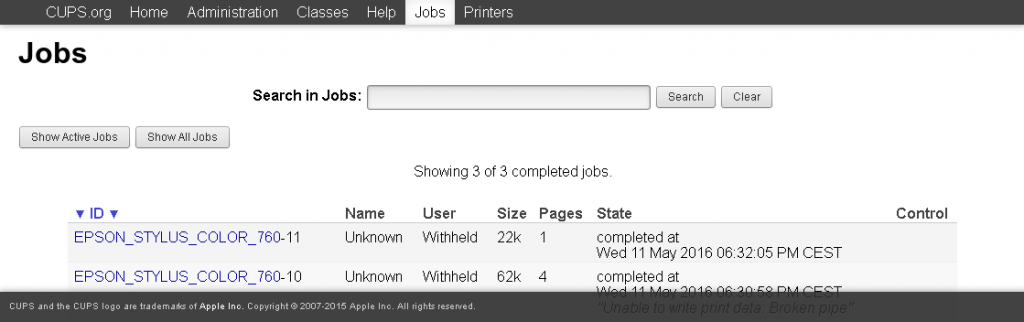 CUPS.org Home Administration Classes Help Jobs Printers
Jobs
Search in Jobs: Search Clear
Show Active Jobs Show All Jobs
Showing 3 of 3 completed jobs.
▼ ID ▼ Name User Size Pages State Control
EPSON_STYLUS_COLOR_760-11 Unknown Withheld 22k 1 completed at
Wed 11 May 2016 06:32:05 PM CEST
EPSON_STYLUS_COLOR_760-10 Unknown Withheld 62k 4 completed at
Wed 11 May 2016 06:30:58 PM CEST
"Unable to write print data: Broken pipe"
CUPS and the CUPS logo are trademarks of Apple Inc. Copyright © 2007-2015 Apple Inc. All rights reserved.